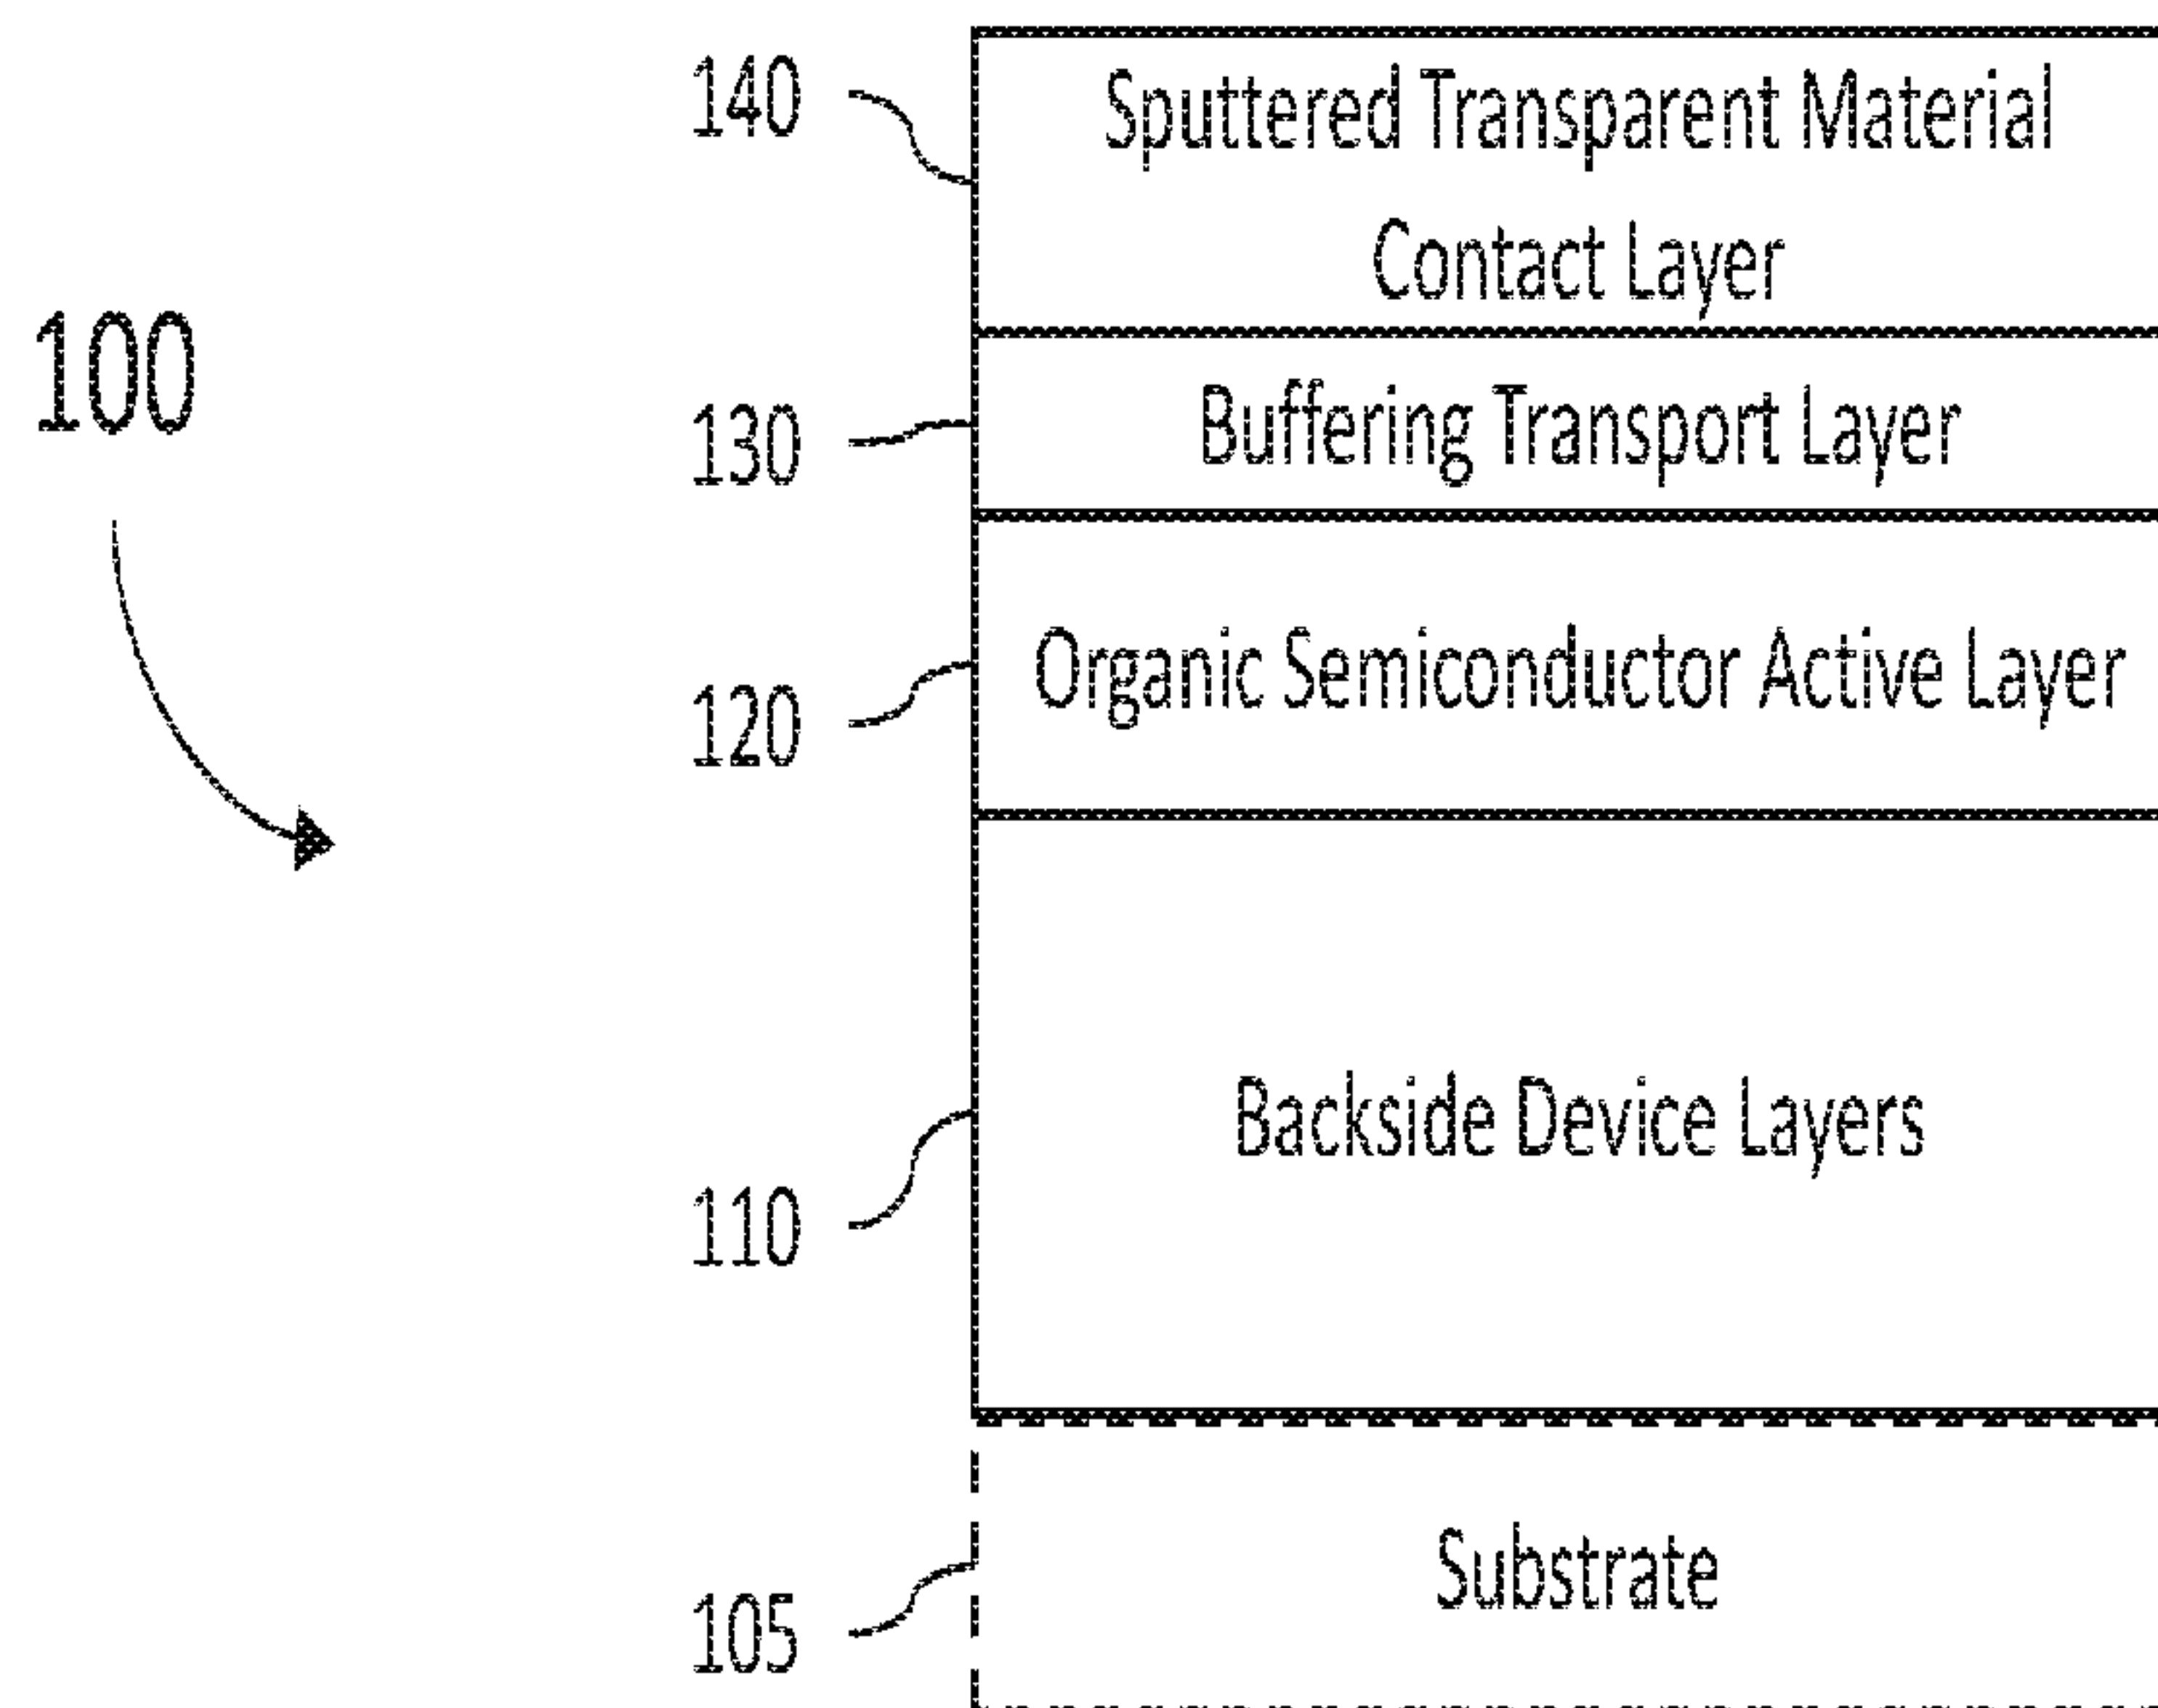 140
Sputtered Transparent Material
Contact Layer
100
130
Buffering Transport Layer
120
Organic Semiconductor Active Layer
110
Backside Device Layers
105
Substrate